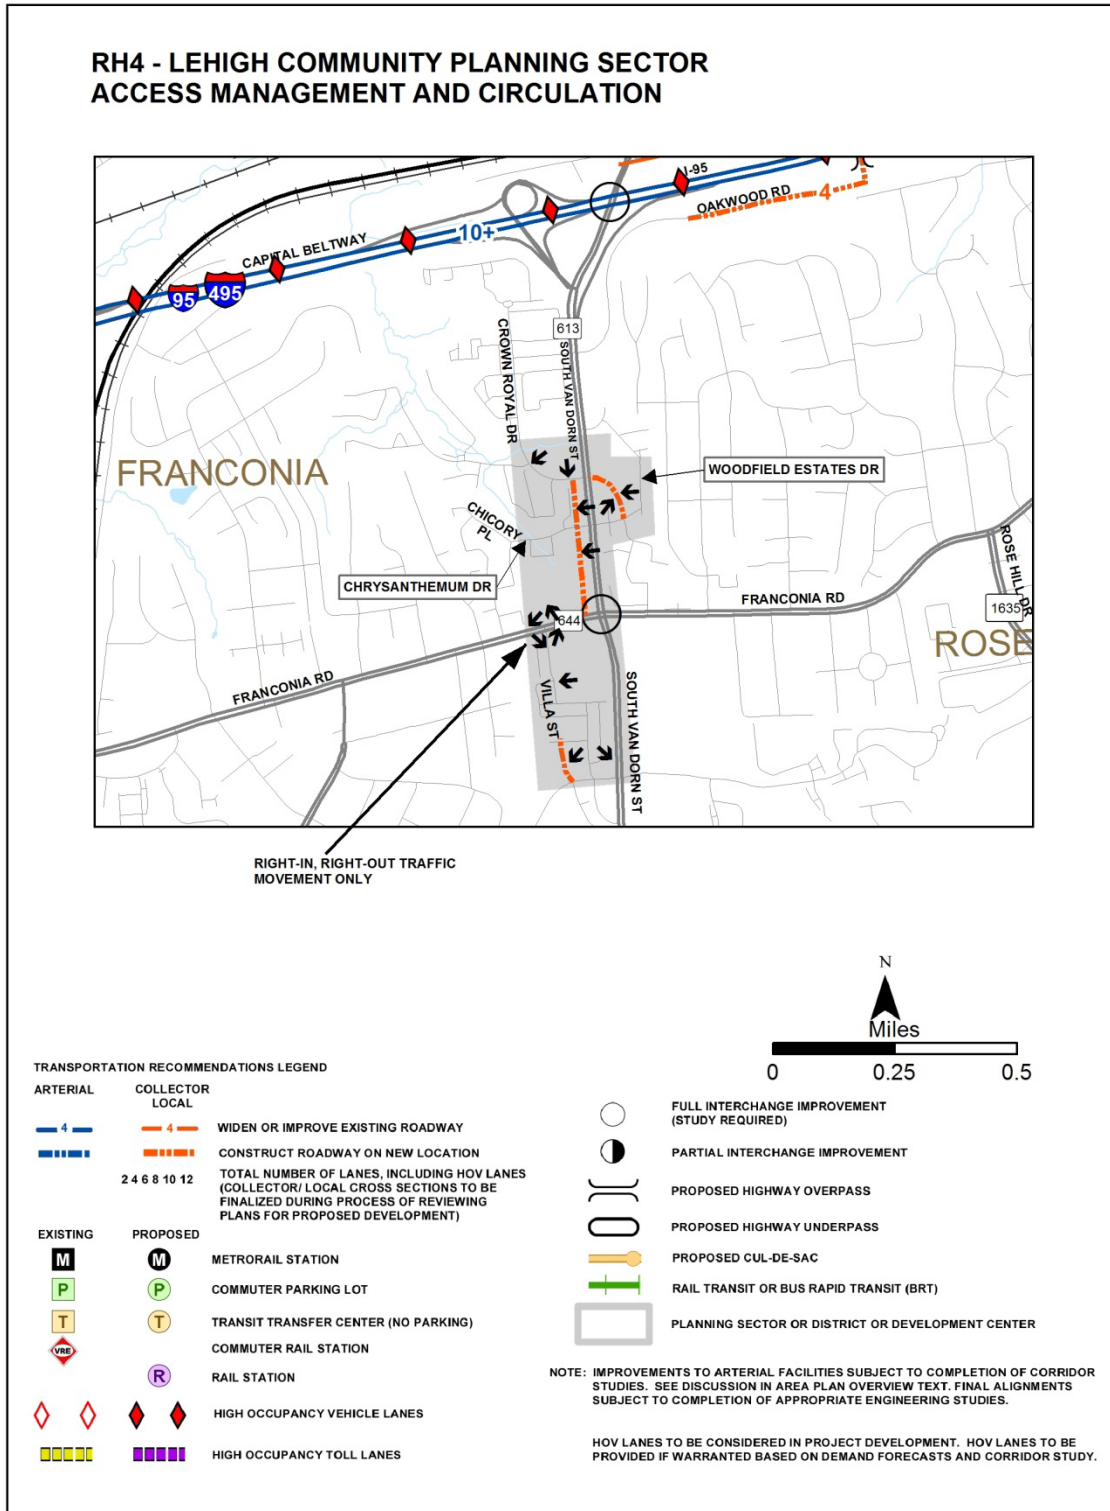 RH4 - LEHIGH COMMUNITY PLANNING SECTOR
ACCESS MANAGEMENT AND CIRCULATION
I-95
OAKWOOD RD
4
CAPITAL BELTWAY
10+
95
495
613
CROWN ROYAL DR
SOUTH VAN DORN ST
FRANCONIA
WOODFIELD ESTATES DR
CHICORY
PL
CHRYSANTHEMUM DR
ROSE HILL DR
FRANCONIA RD
1635
644
ROSE
FRANCONIA RD
VILLA ST
SOUTH VAN DORN ST
RIGHT-IN, RIGHT-OUT TRAFFIC
MOVEMENT ONLY
N
Miles
0 0.25 0.5
TRANSPORTATION RECOMMENDATIONS LEGEND
ARTERIAL COLLECTOR
LOCAL
4 4 WIDEN OR IMPROVE EXISTING ROADWAY
CONSTRUCT ROADWAY ON NEW LOCATION
2 4 6 8 10 12 TOTAL NUMBER OF LANES, INCLUDING HOV LANES
(COLLECTOR/ LOCAL CROSS SECTIONS TO BE
FINALIZED DURING PROCESS OF REVIEWING
PLANS FOR PROPOSED DEVELOPMENT)
EXISTING PROPOSED
M M METRORAIL STATION
P P COMMUTER PARKING LOT
T T TRANSIT TRANSFER CENTER (NO PARKING)
VRE COMMUTER RAIL STATION
R RAIL STATION
HIGH OCCUPANCY VEHICLE LANES
HIGH OCCUPANCY TOLL LANES
FULL INTERCHANGE IMPROVEMENT
(STUDY REQUIRED)
PARTIAL INTERCHANGE IMPROVEMENT
PROPOSED HIGHWAY OVERPASS
PROPOSED HIGHWAY UNDERPASS
PROPOSED CUL-DE-SAC
RAIL TRANSIT OR BUS RAPID TRANSIT (BRT)
PLANNING SECTOR OR DISTRICT OR DEVELOPMENT CENTER
NOTE: IMPROVEMENTS TO ARTERIAL FACILITIES SUBJECT TO COMPLETION OF CORRIDOR
STUDIES. SEE DISCUSSION IN AREA PLAN OVERVIEW TEXT. FINAL ALIGNMENTS
SUBJECT TO COMPLETION OF APPROPRIATE ENGINEERING STUDIES.
HOV LANES TO BE CONSIDERED IN PROJECT DEVELOPMENT. HOV LANES TO BE
PROVIDED IF WARRANTED BASED ON DEMAND FORECASTS AND CORRIDOR STUDY.